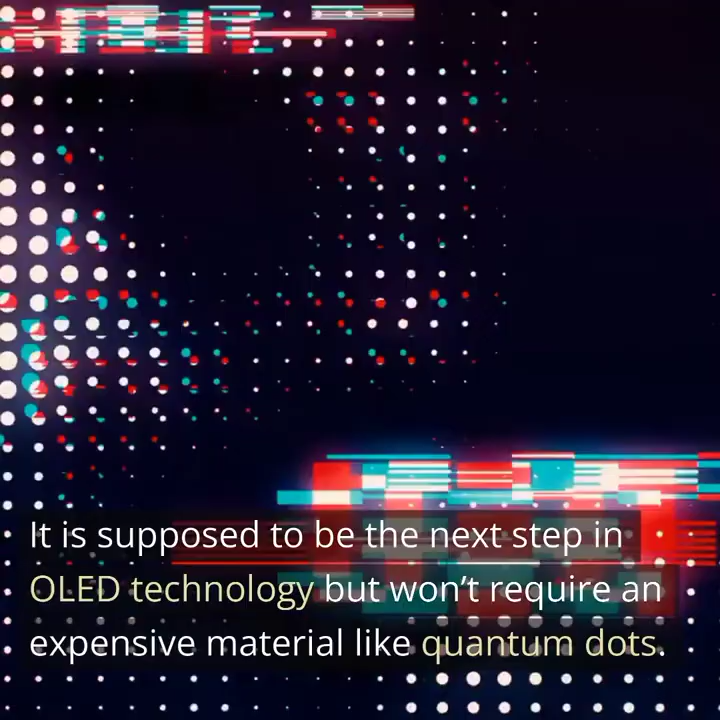 It is supposed to be the next step in
OLED technology but won’t require an
expensive material like quantum dots.